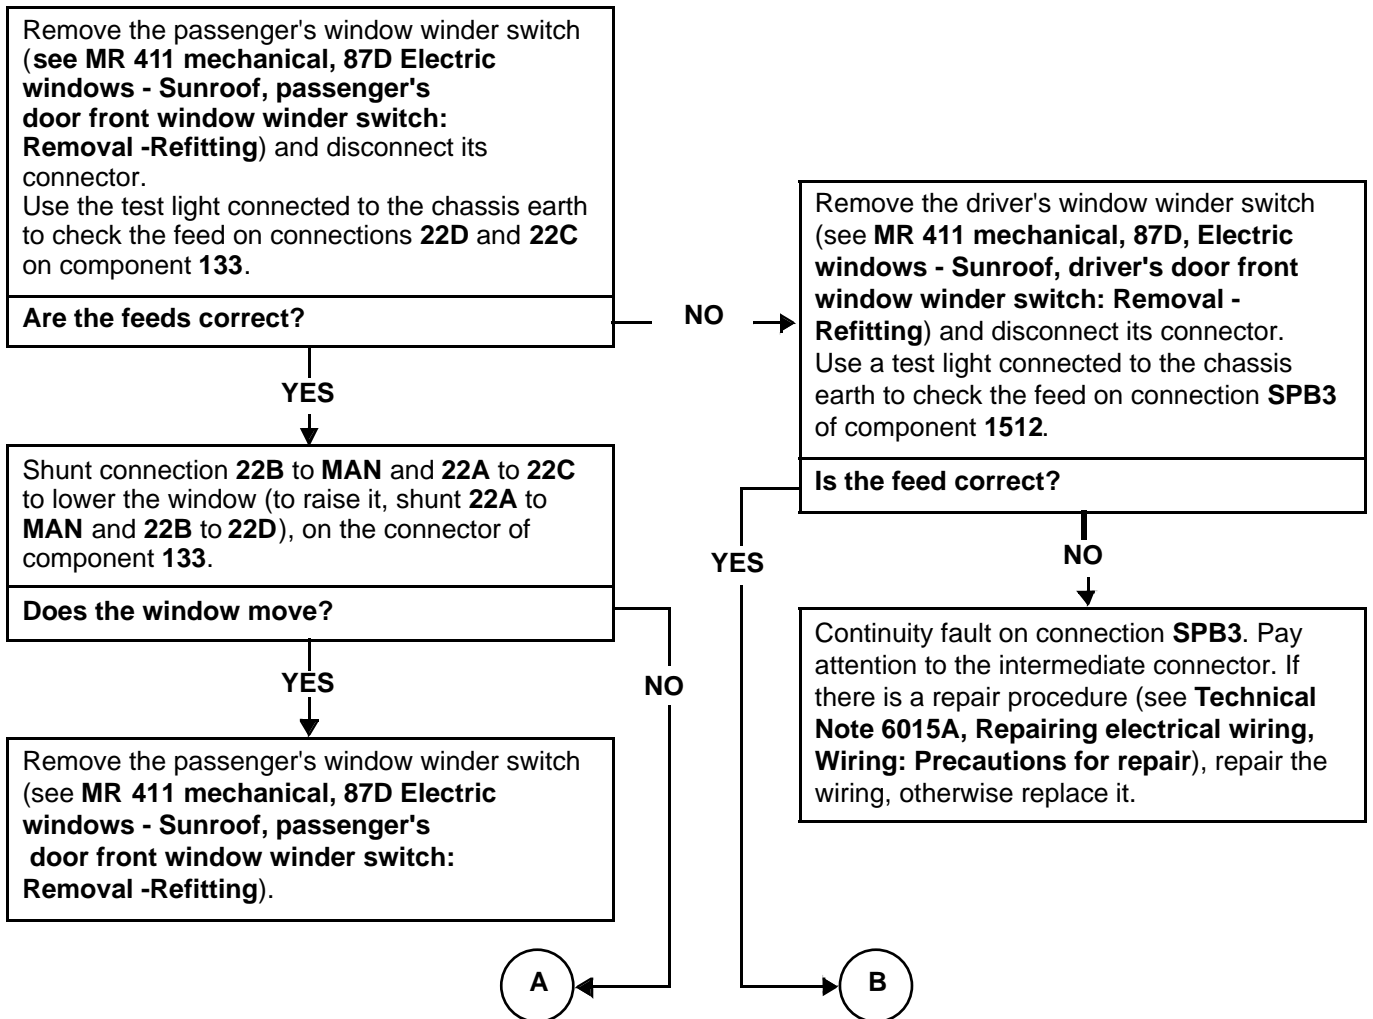 Remove the passenger's window winder switch
(see MR 411 mechanical, 87D Electric
windows - Sunroof, passenger's
door front window winder switch:
Removal -Refitting) and disconnect its
connector.
Use the test light connected to the chassis earth
to check the feed on connections 22D and 22C
on component 133.
Are the feeds correct?
NO
YES
Remove the driver's window winder switch
(see MR 411 mechanical, 87D, Electric
windows - Sunroof, driver's door front
window winder switch: Removal -
Refitting) and disconnect its connector.
Use a test light connected to the chassis
earth to check the feed on connection SPB3
of component 1512.
Is the feed correct?
YES
NO
Shunt connection 22B to MAN and 22A to 22C
to lower the window (to raise it, shunt 22A to
MAN and 22B to 22D), on the connector of
component 133.
Does the window move?
YES
NO
Continuity fault on connection SPB3. Pay
attention to the intermediate connector. If
there is a repair procedure (see Technical
Note 6015A, Repairing electrical wiring,
Wiring: Precautions for repair), repair the
wiring, otherwise replace it.
Remove the passenger's window winder switch
(see MR 411 mechanical, 87D Electric
windows - Sunroof, passenger's
door front window winder switch:
Removal -Refitting).
A
B